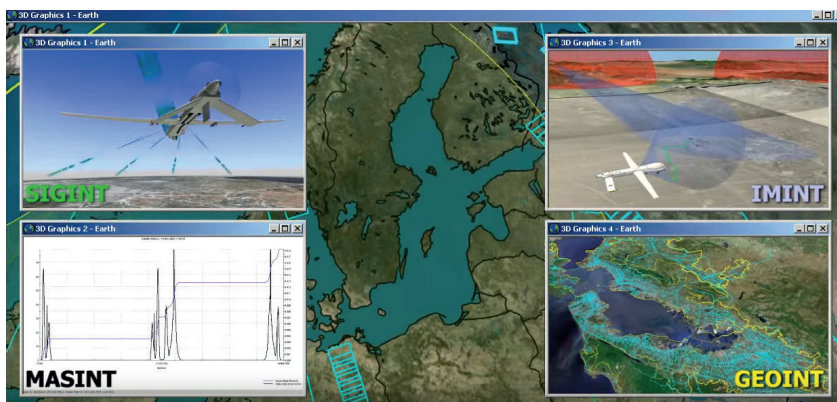 3D Graphics 1 - Earth
3D Graphics 1 - Earth
SIGINT
3D Graphics 3 - Earth
IMINT
3D Graphics 2 - Earth
MASINT
3D Graphics 4 - Earth
GEOINT